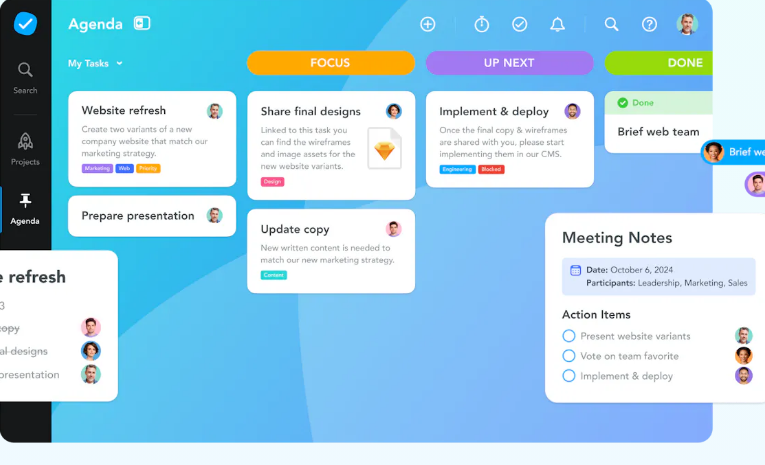 Agenda
Search
Projects
Agenda
My Tasks
FOCUS
UP NEXT
DONE
Website refresh
Create two variants of a new
company website that match our
marketing strategy.
Marketing Web Priority
Prepare presentation
Share final designs
Linked to this task you
can find the wireframes
and image assets for the
new website variants.
Design
Update copy
New written content is needed to
match our new marketing strategy.
Content
Implement & deploy
Once the final copy & wireframes
are shared with you, please start
implementing them in our CMS.
Engineering Blocked
Done
Brief web team
Brief we
e refresh
3
copy
al designs
presentation
Meeting Notes
Date: October 6, 2024
Participants: Leadership, Marketing, Sales
Action Items
Present website variants
Vote on team favorite
Implement & deploy